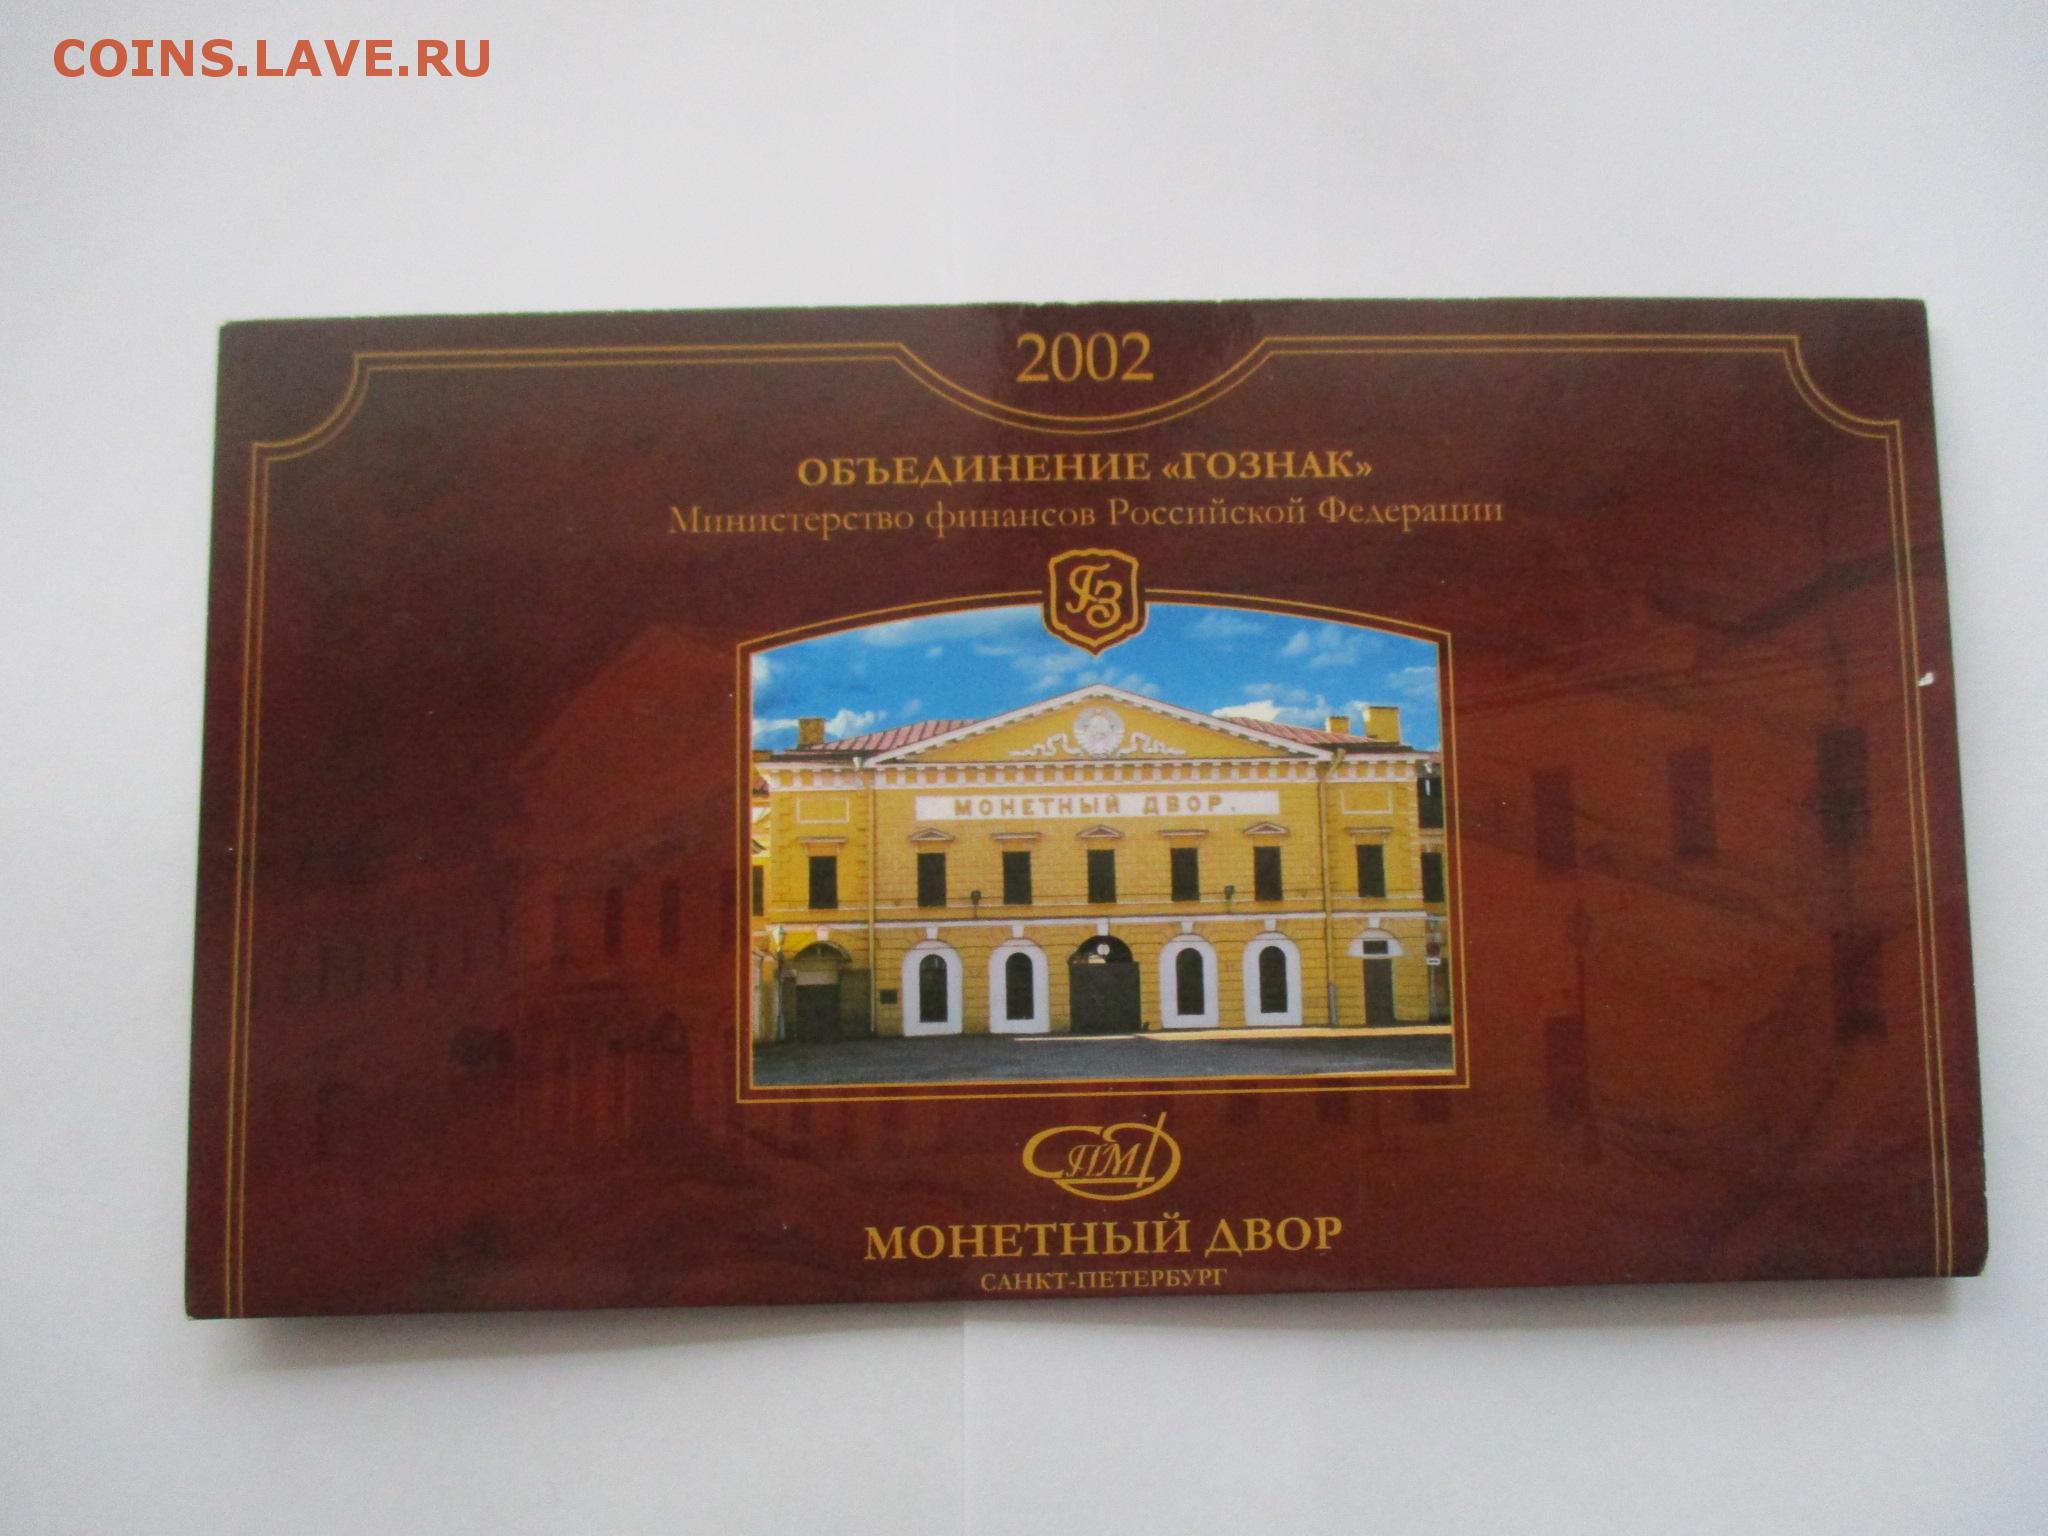 COINS.LAVE.RU
2002
ОБЪЕДИНЕНИЕ «ГОЗНАК»
Министерство финансов Российской Федерации
ГЗ
МОНЕТНЫЙ ДВОР.
СПМД
МОНЕТНЫЙ ДВОР
САНКТ-ПЕТЕРБУРГ